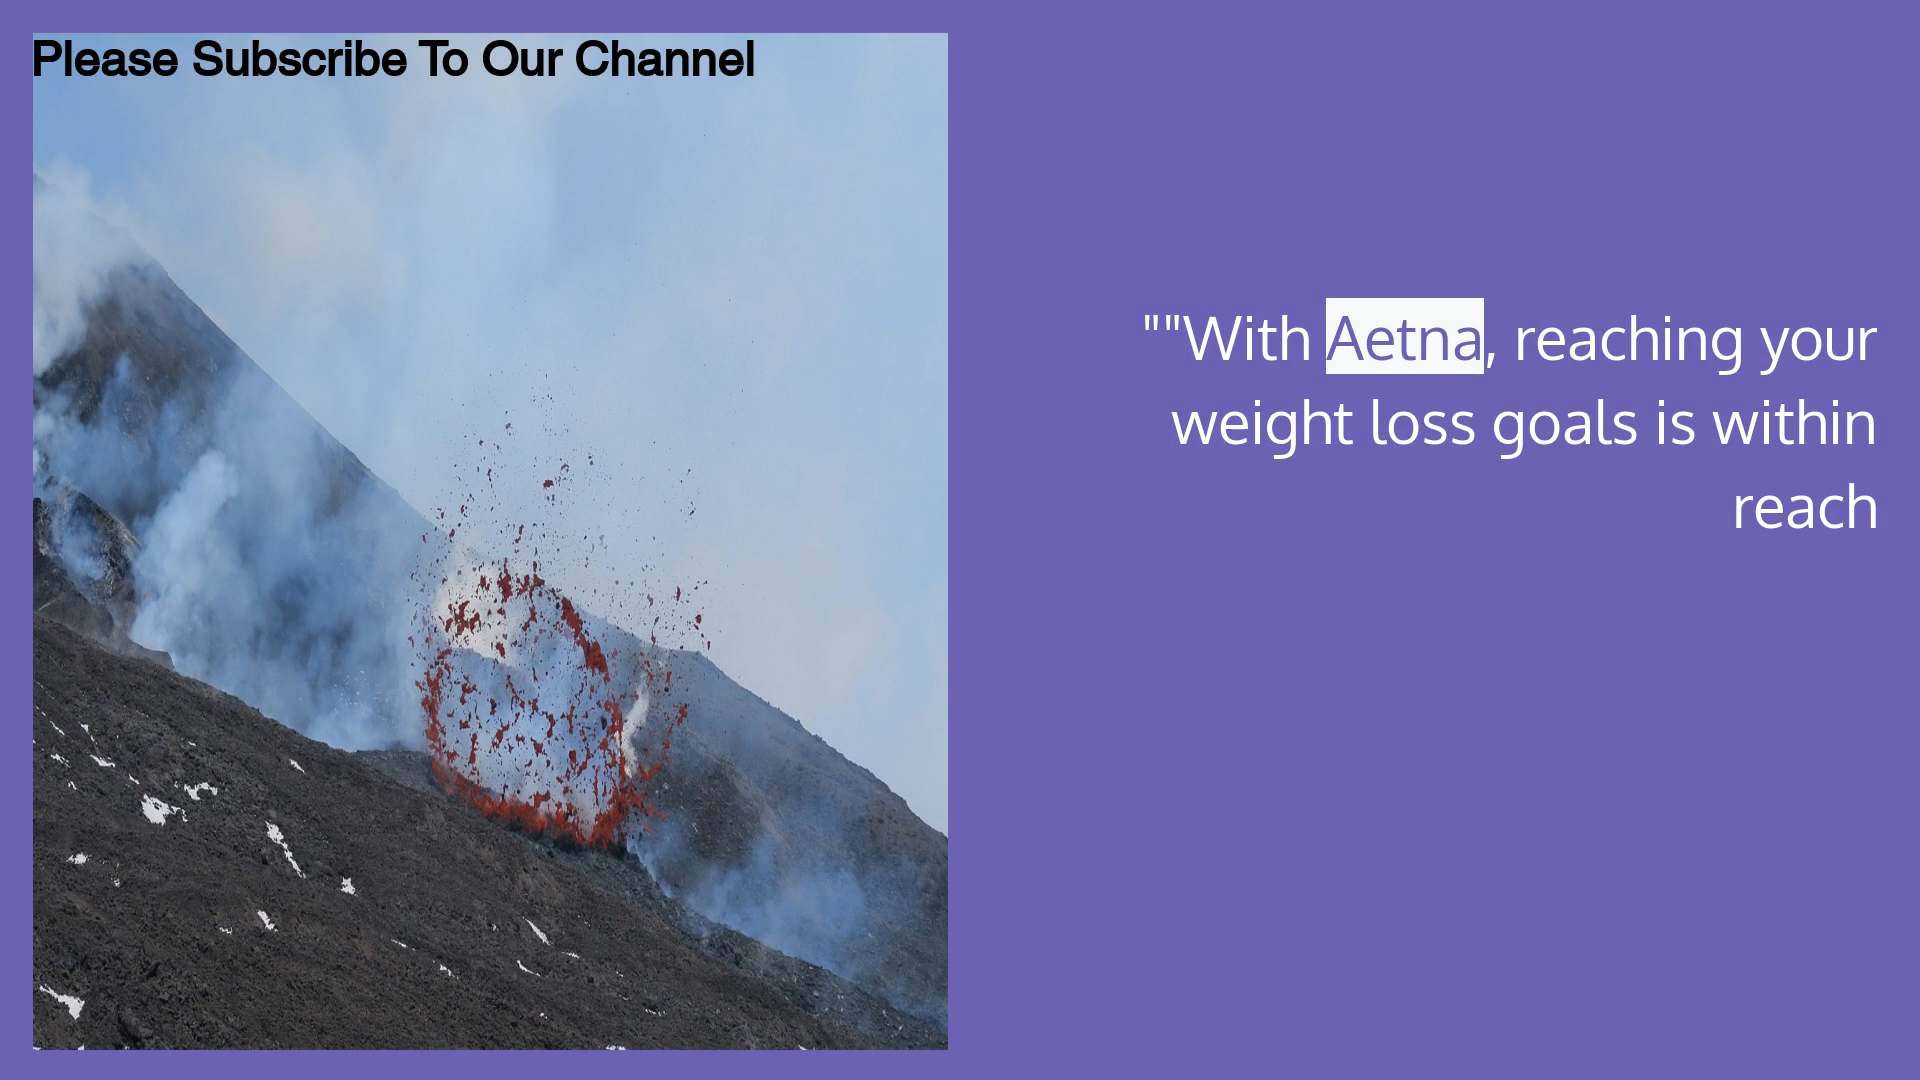 Please Subscribe To Our Channel
""With Aetna, reaching your
weight loss goals is within
reach